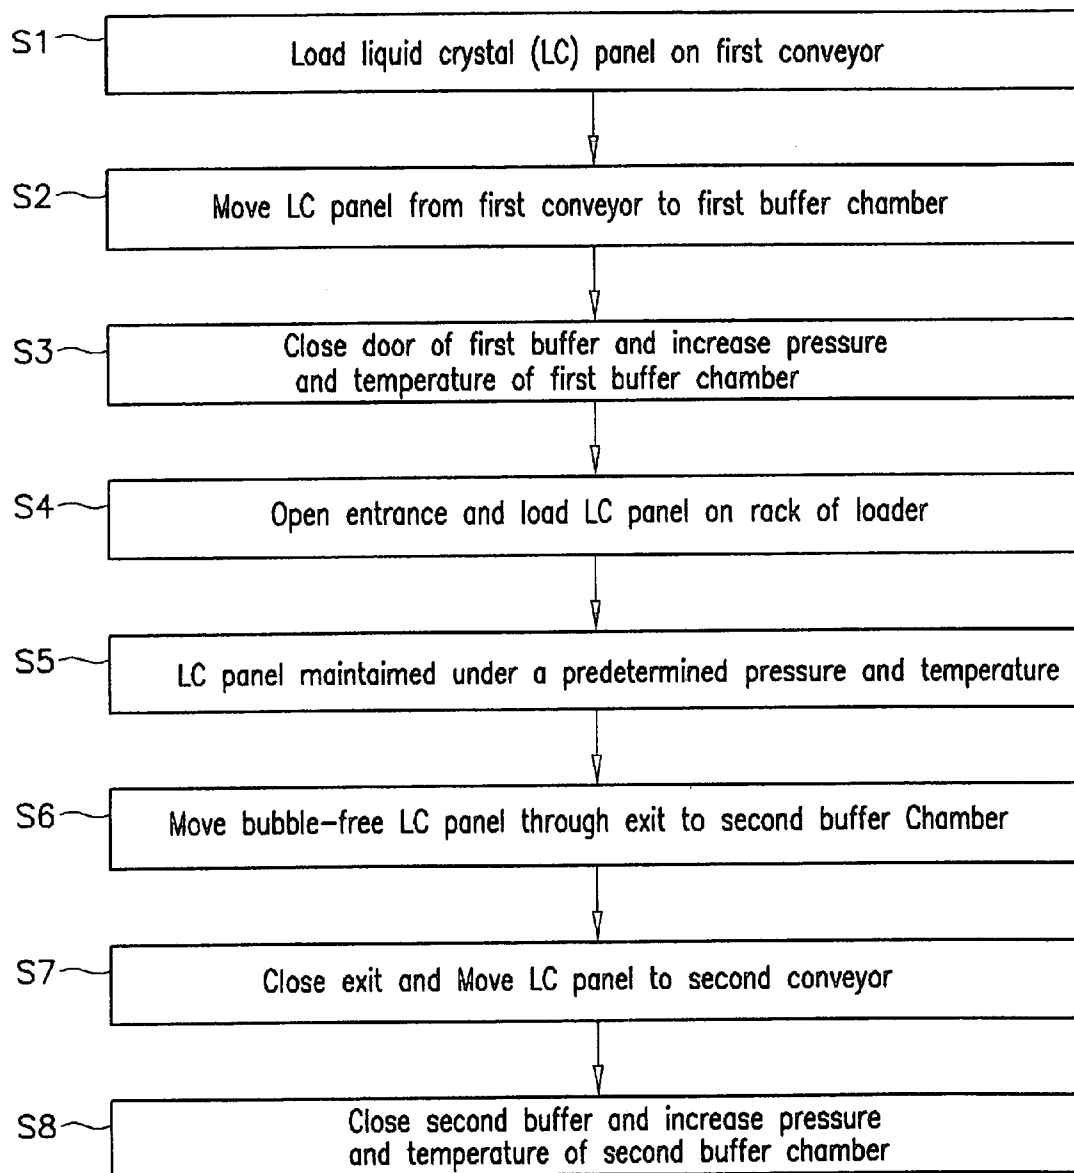 S1 Load liquid crystal (LC) panel on first conveyor
S2 Move LC panel from first conveyor to first buffer chamber
S3 Close door of first buffer and increase pressure
and temperature of first buffer chamber
S4 Open entrance and load LC panel on rack of loader
S5 LC panel maintaimed under a predetermined pressure and temperature
S6 Move bubble-free LC panel through exit to second buffer Chamber
S7 Close exit and Move LC panel to second conveyor
S8 Close second buffer and increase pressure
and temperature of second buffer chamber